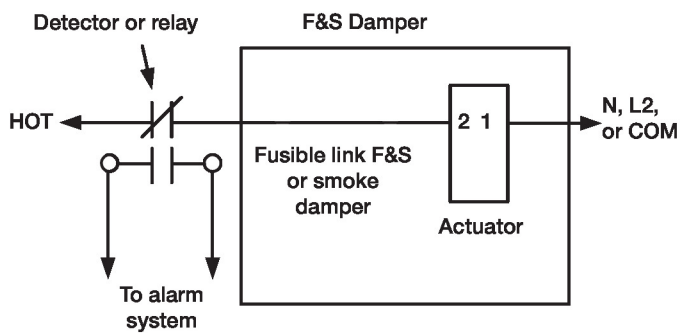 Detector or relay
F&S Damper
HOT
2 1
N, L2,
or COM
Fusible link F&S
or smoke
damper
Actuator
To alarm
system